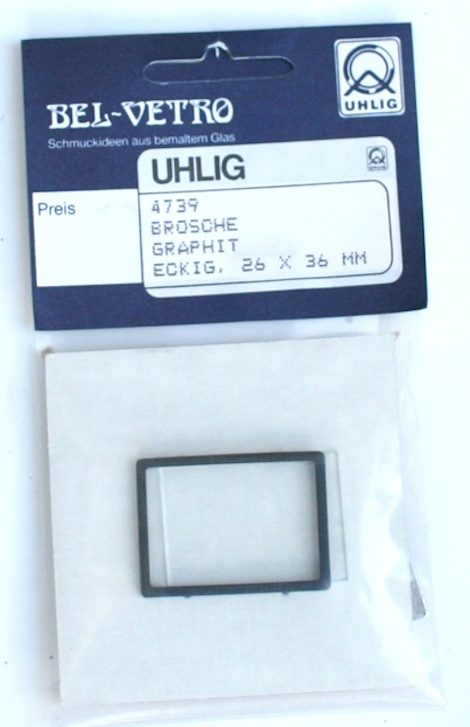 BEL-VETRO
UHLIG
Schmuckideen aus bemaltem Glas
UHLIG
Preis
4739
BROSCHE
GRAPHIT
ECKIG, 26 X 36 MM